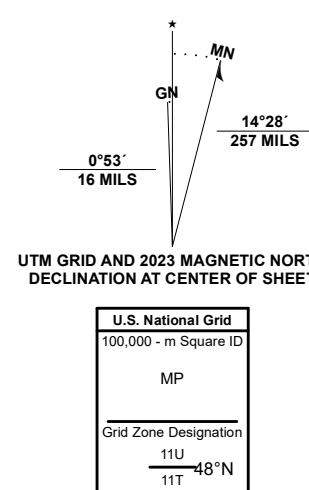 ★
MN
GN
14°28´
257 MILS
0°53´
16 MILS
UTM GRID AND 2023 MAGNETIC NORT
DECLINATION AT CENTER OF SHEET
U.S. National Grid
100,000 - m Square ID
MP
Grid Zone Designation
11U
48°N
11T